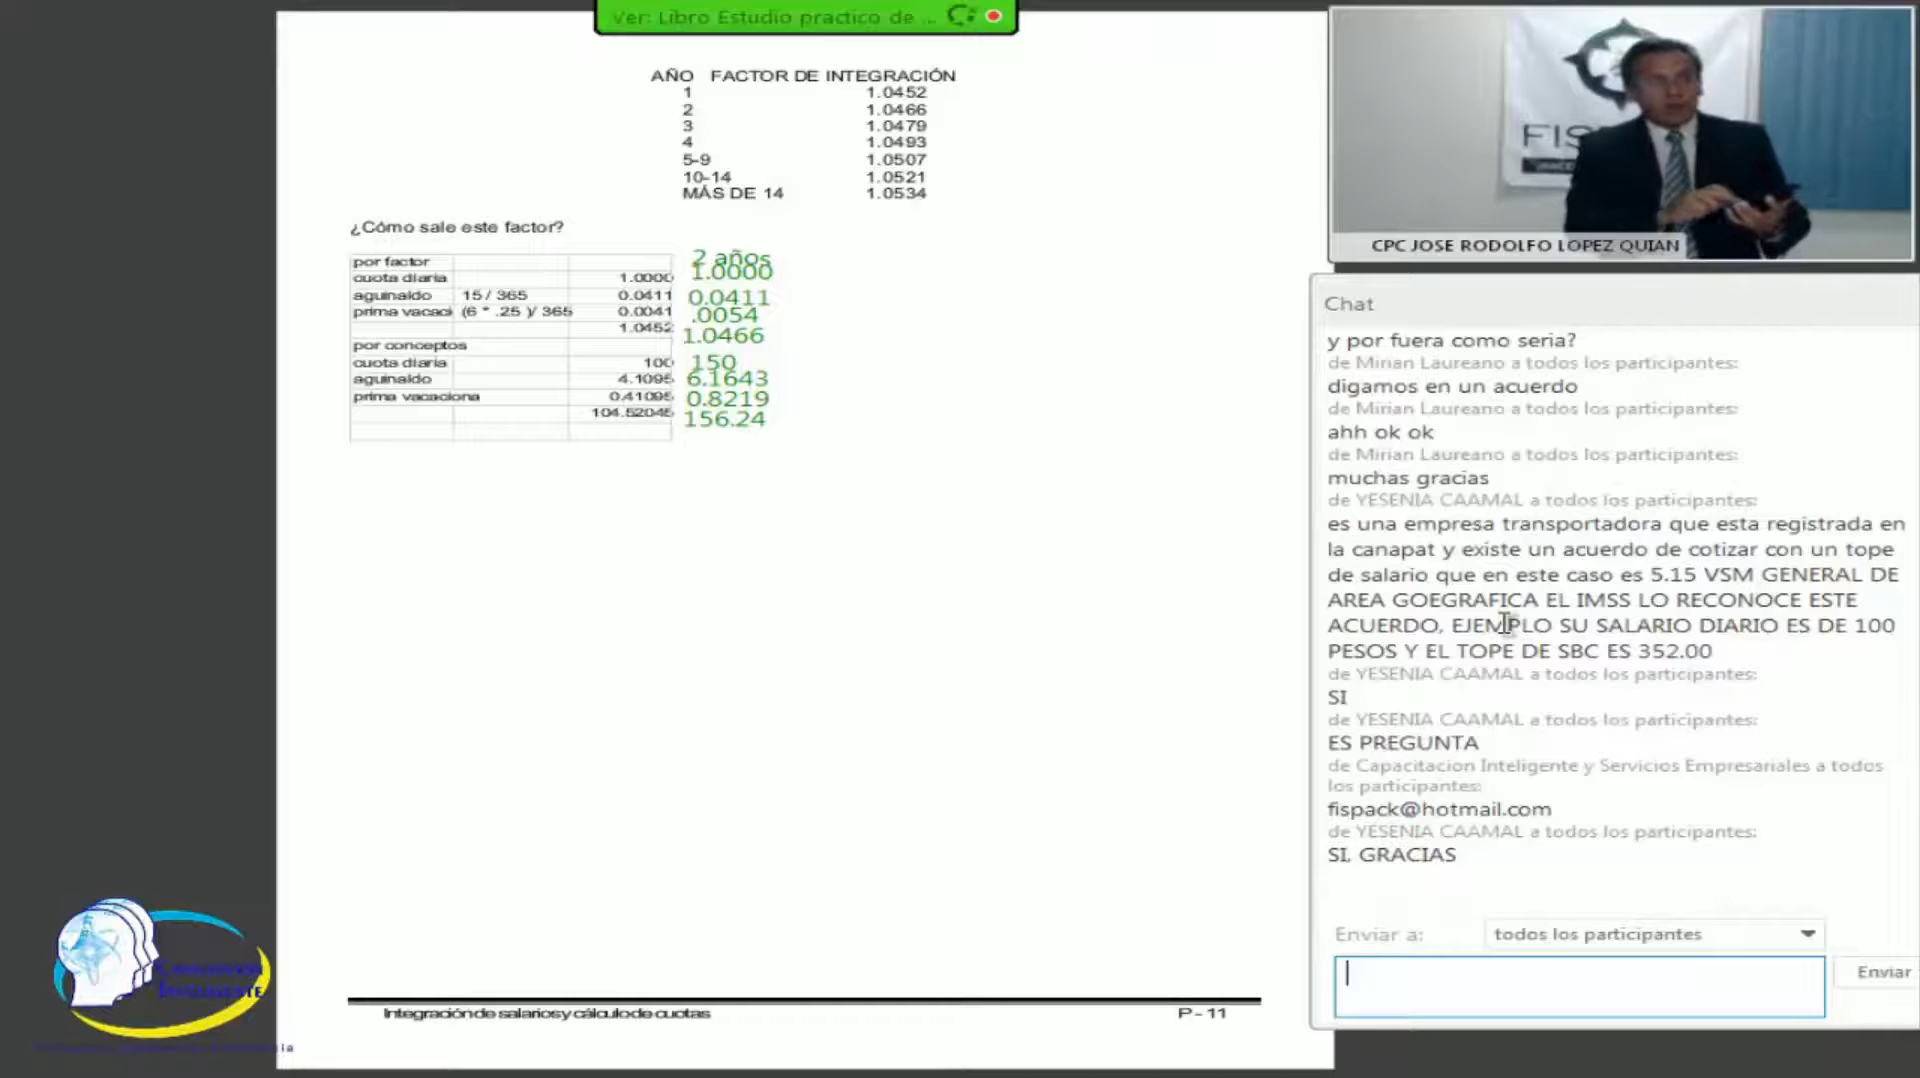 Ver: Libro Estudio practico de ...
AÑO FACTOR DE INTEGRACIÓN
1 1.0452
2 1.0466
3 1.0479
4 1.0493
5-9 1.0507
10-14 1.0521
MÁS DE 14 1.0534
¿Cómo sale este factor?
2 años
por factor
cuota diaria 1.0000 1.0000
aguinaldo 15 / 365 0.0411 0.0411
prima vacaci (6 * .25 )/ 365 0.0041 .0054
1.0452 1.0466
por conceptos
cuota diaria 100 150
aguinaldo 4.1095 6.1643
prima vacaciona 0.41095 0.8219
104.52045 156.24
Integración de salarios y cálculo de cuotas P - 11
CAPACITACIÓN
INTELIGENTE
FIS
CPC JOSE RODOLFO LOPEZ QUIAN
Chat
y por fuera como seria?
de Mirian Laureano a todos los participantes:
digamos en un acuerdo
de Mirian Laureano a todos los participantes:
ahh ok ok
de Mirian Laureano a todos los participantes:
muchas gracias
de YESENIA CAAMAL a todos los participantes:
es una empresa transportadora que esta registrada en
la canapat y existe un acuerdo de cotizar con un tope
de salario que en este caso es 5.15 VSM GENERAL DE
AREA GOEGRAFICA EL IMSS LO RECONOCE ESTE
ACUERDO, EJEMPLO SU SALARIO DIARIO ES DE 100
PESOS Y EL TOPE DE SBC ES 352.00
de YESENIA CAAMAL a todos los participantes:
SI
de YESENIA CAAMAL a todos los participantes:
ES PREGUNTA
de Capacitacion Inteligente y Servicios Empresariales a todos
los participantes:
fispack@hotmail.com
de YESENIA CAAMAL a todos los participantes:
SI, GRACIAS
Enviar a: todos los participantes
Enviar